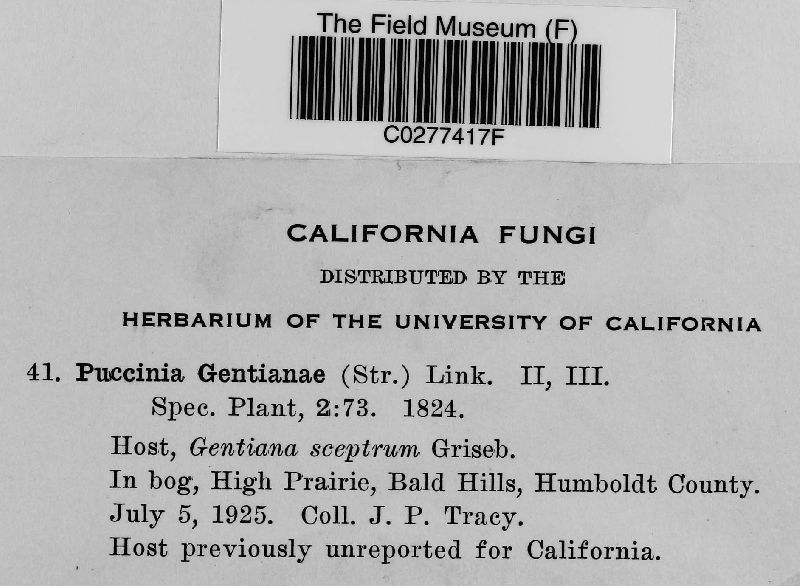 The Field Museum (F)
C0277417F
CALIFORNIA FUNGI
DISTRIBUTED BY THE
HERBARIUM OF THE UNIVERSITY OF CALIFORNIA
41. Puccinia Gentianae (Str.) Link. II, III.
Spec. Plant, 2:73. 1824.
Host, Gentiana sceptrum Griseb.
In bog, High Prairie, Bald Hills, Humboldt County.
July 5, 1925. Coll. J. P. Tracy.
Host previously unreported for California.